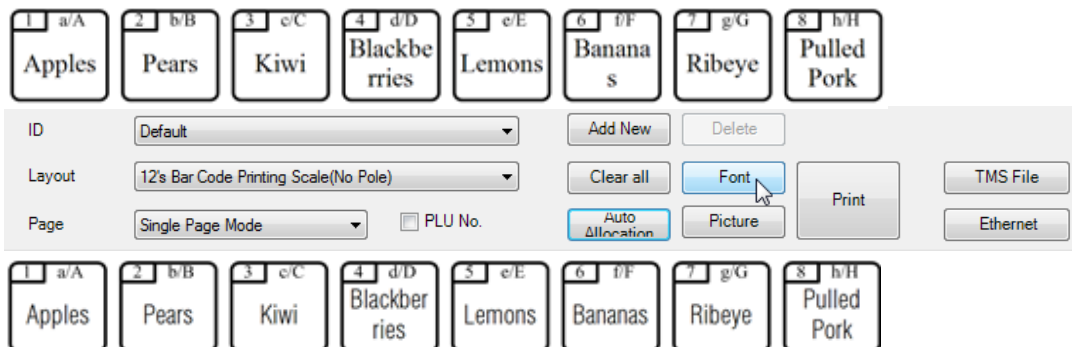 1 a/A 2 b/B 3 c/C 4 d/D 5 e/E 6 f/F 7 g/G 8 h/H
Apples Pears Kiwi Blackbe Lemons Banana Ribeye Pulled
rries s Pork
ID Default Add New Delete
Layout 12's Bar Code Printing Scale(No Pole) Clear all Font Print TMS File
Page Single Page Mode PLU No. Auto Allocation Picture Ethernet
1 a/A 2 b/B 3 c/C 4 d/D 5 e/E 6 f/F 7 g/G 8 h/H
Apples Pears Kiwi Blackber Lemons Bananas Ribeye Pulled
ries Pork